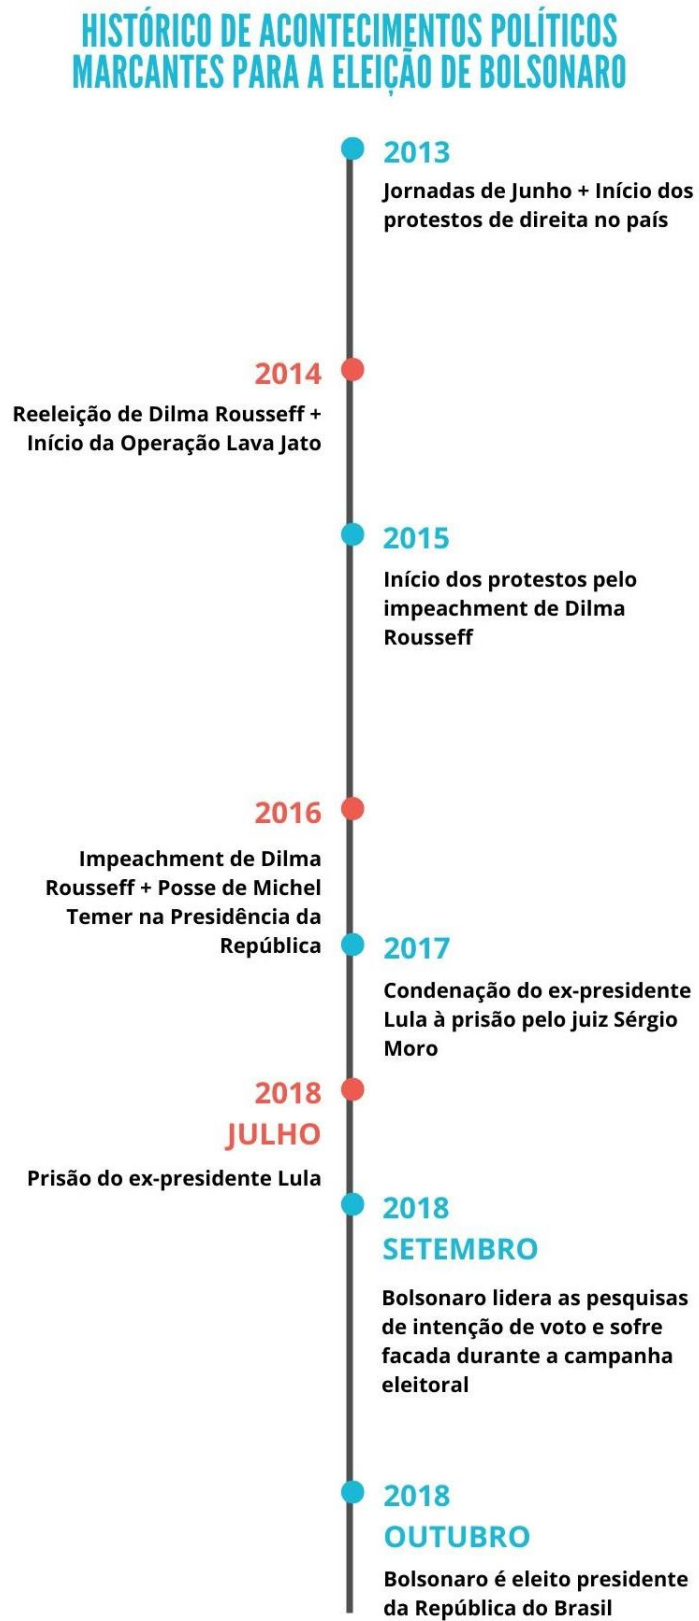 HISTÓRICO DE ACONTECIMENTOS POLÍTICOS
MARCANTES PARA A ELEIÇÃO DE BOLSONARO
2013
Jornadas de Junho + Início dos
protestos de direita no país
2014
Reeleição de Dilma Rousseff +
Início da Operação Lava Jato
2015
Início dos protestos pelo
impeachment de Dilma
Rousseff
2016
Impeachment de Dilma
Rousseff + Posse de Michel
Temer na Presidência da
República
2017
Condenação do ex-presidente
Lula à prisão pelo juiz Sérgio
Moro
2018
JULHO
Prisão do ex-presidente Lula
2018
SETEMBRO
Bolsonaro lidera as pesquisas
de intenção de voto e sofre
facada durante a campanha
eleitoral
2018
OUTUBRO
Bolsonaro é eleito presidente
da República do Brasil